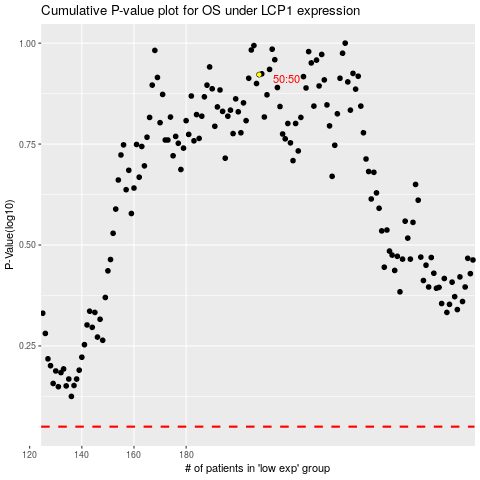 Cumulative P-value plot for OS under LCP1 expression
1.00
50:50
0.75
P-Value(log10)
0.50
0.25
120 140 160 180
# of patients in 'low exp' group